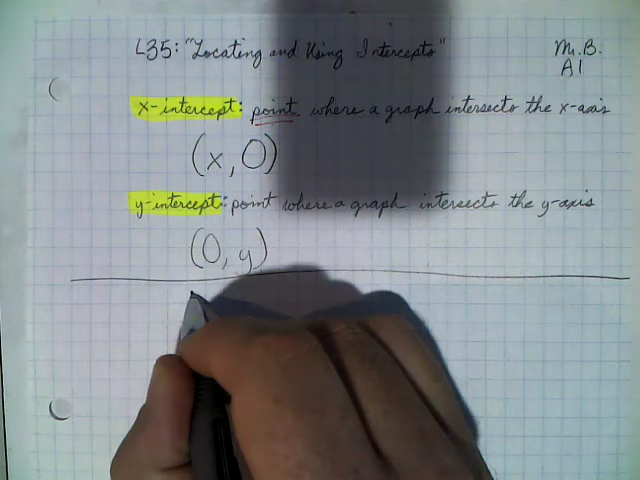 L35: "Locating and Using Intercepts"
M.B.
A1
x-intercept: point where a graph intersects the x-axis
(x, 0)
y-intercept: point where a graph intersects the y-axis
(0, y)